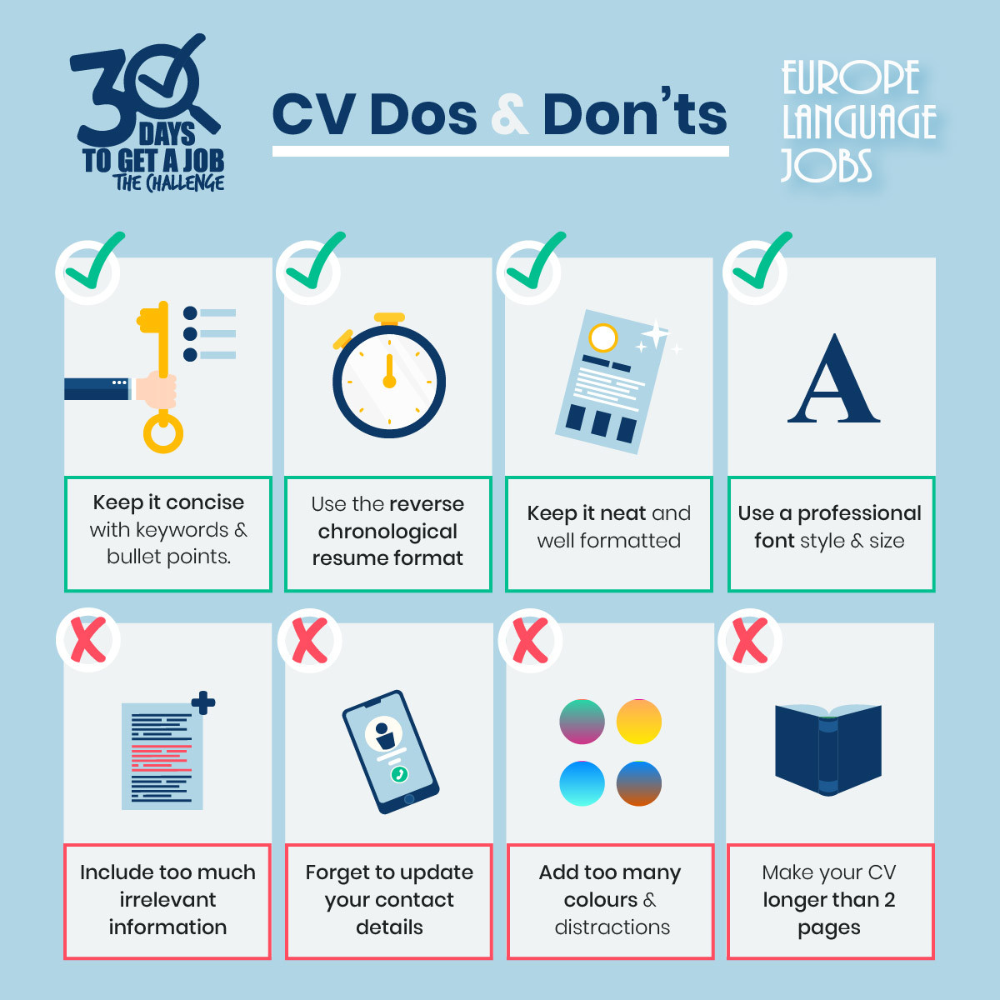 30
DAYS
TO GET A JOB
THE CHALLENGE
CV Dos & Don'ts
EUROPE
LANGUAGE
JOBS
Keep it concise
with keywords &
bullet points.
Use the reverse
chronological
resume format
Keep it neat and
well formatted
A
Use a professional
font style & size
Include too much
irrelevant
information
Forget to update
your contact
details
Add too many
colours &
distractions
Make your CV
longer than 2
pages